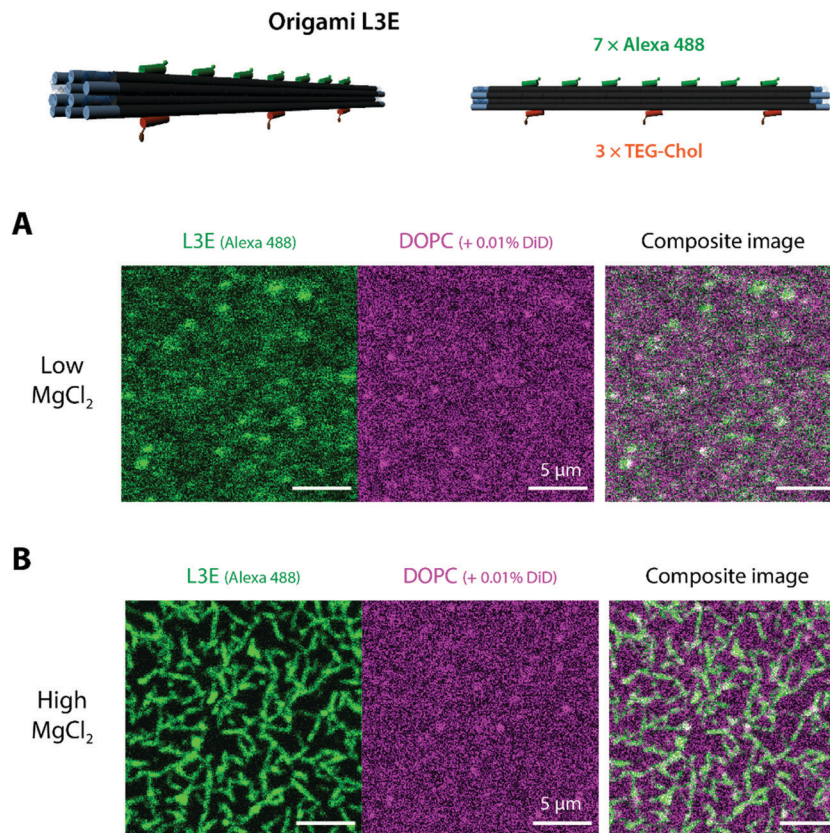 Origami L3E
7 × Alexa 488
3 × TEG-Chol
A
L3E (Alexa 488)
DOPC (+ 0.01% DiD)
Composite image
Low
MgCl₂
5 µm
B
L3E (Alexa 488)
DOPC (+ 0.01% DiD)
Composite image
High
MgCl₂
5 µm